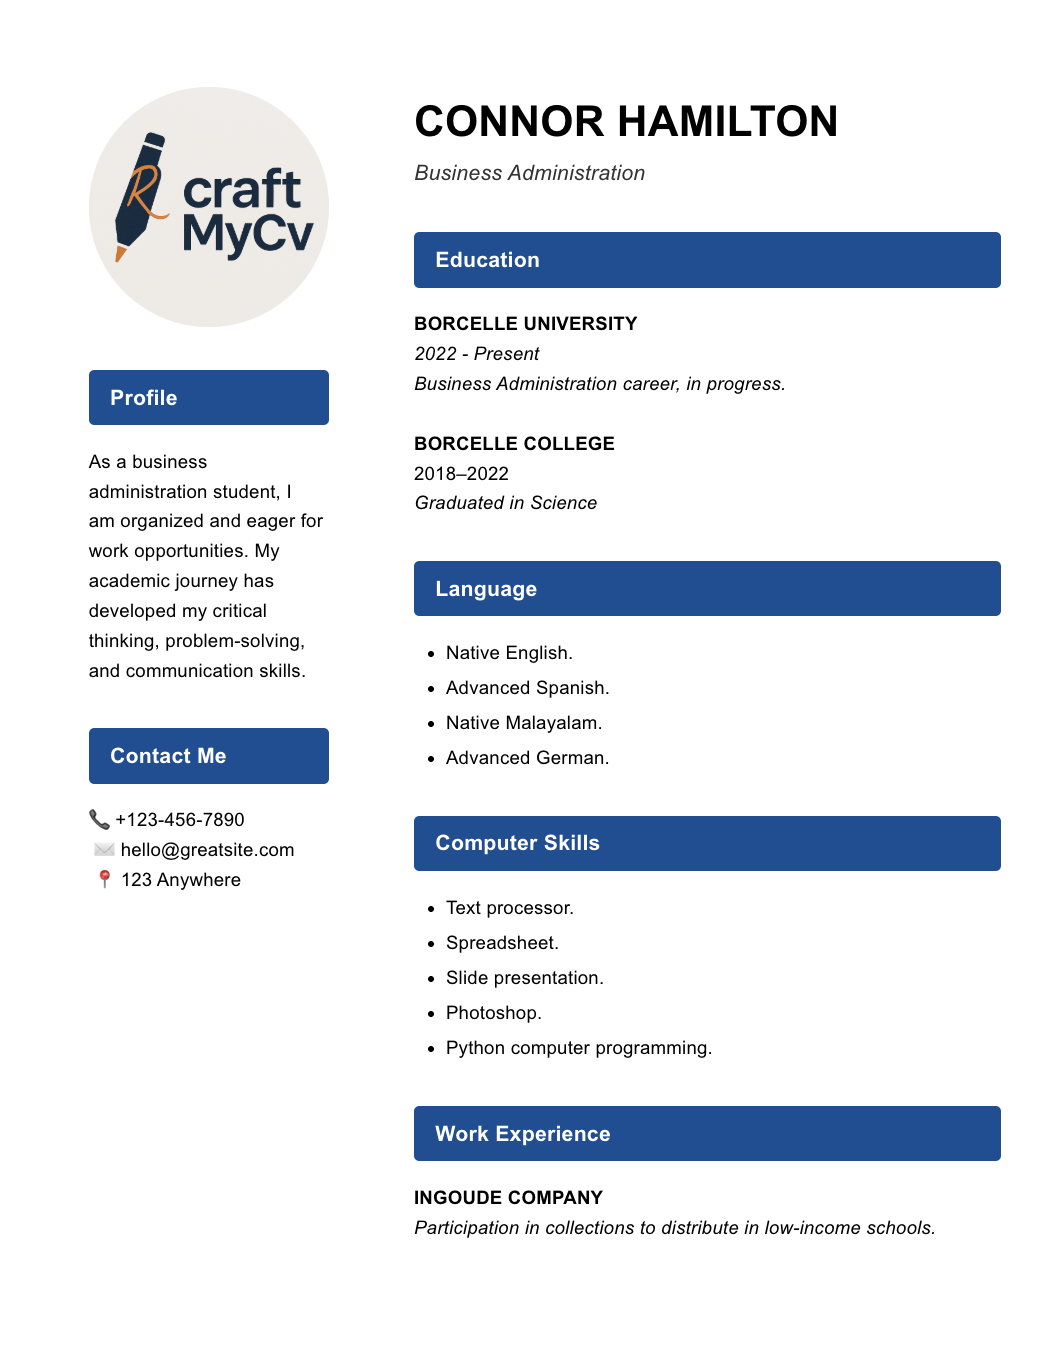 craft
MyCv
Profile
As a business
administration student, I
am organized and eager for
work opportunities. My
academic journey has
developed my critical
thinking, problem-solving,
and communication skills.
Contact Me
+123-456-7890
hello@greatsite.com
123 Anywhere
CONNOR HAMILTON
Business Administration
Education
BORCELLE UNIVERSITY
2022 - Present
Business Administration career, in progress.
BORCELLE COLLEGE
2018–2022
Graduated in Science
Language
Native English.
Advanced Spanish.
Native Malayalam.
Advanced German.
Computer Skills
Text processor.
Spreadsheet.
Slide presentation.
Photoshop.
Python computer programming.
Work Experience
INGOUDE COMPANY
Participation in collections to distribute in low-income schools.